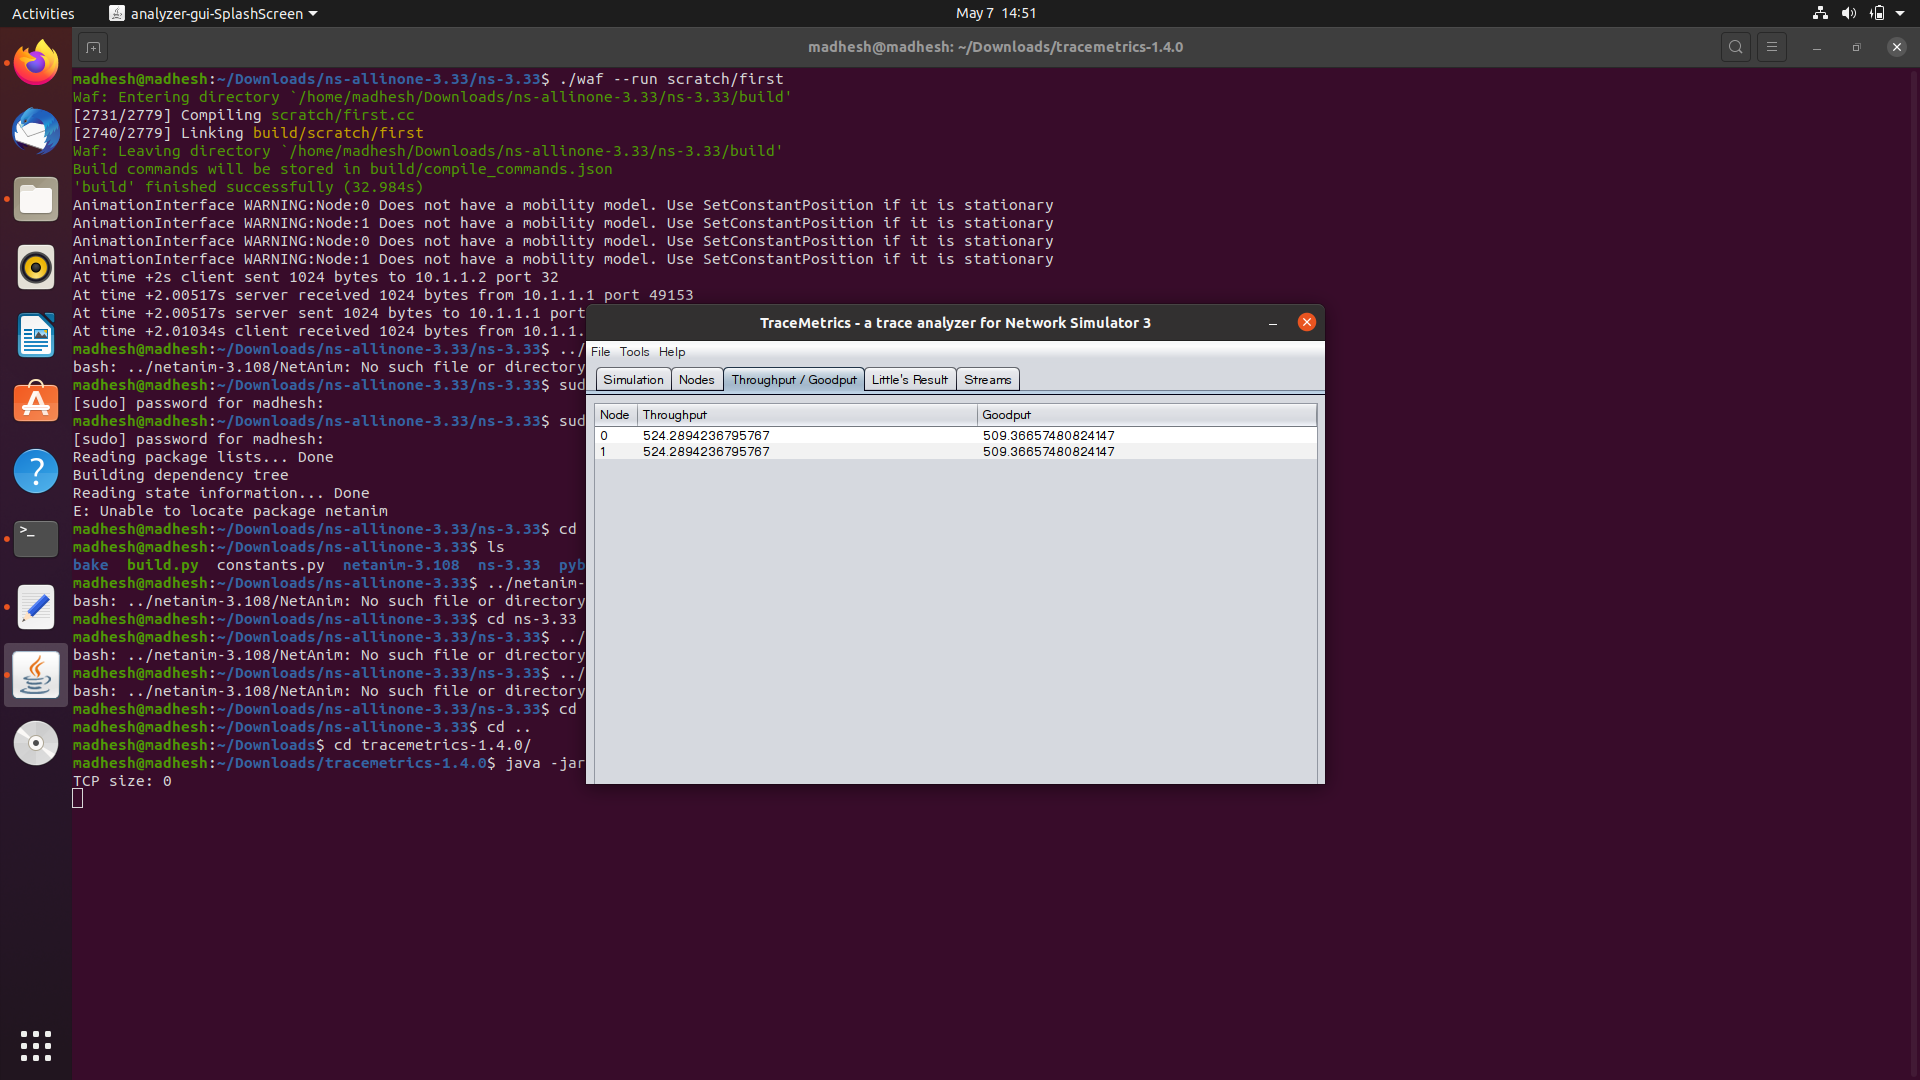 Activities
analyzer-gui-SplashScreen
May 7 14:51
madhesh@madhesh: ~/Downloads/tracemetrics-1.4.0
madhesh@madhesh:~/Downloads/ns-allinone-3.33/ns-3.33$ ./waf --run scratch/first
Waf: Entering directory `/home/madhesh/Downloads/ns-allinone-3.33/ns-3.33/build'
[2731/2779] Compiling scratch/first.cc
[2740/2779] Linking build/scratch/first
Waf: Leaving directory `/home/madhesh/Downloads/ns-allinone-3.33/ns-3.33/build'
Build commands will be stored in build/compile_commands.json
'build' finished successfully (32.984s)
AnimationInterface WARNING:Node:0 Does not have a mobility model. Use SetConstantPosition if it is stationary
AnimationInterface WARNING:Node:1 Does not have a mobility model. Use SetConstantPosition if it is stationary
AnimationInterface WARNING:Node:0 Does not have a mobility model. Use SetConstantPosition if it is stationary
AnimationInterface WARNING:Node:1 Does not have a mobility model. Use SetConstantPosition if it is stationary
At time +2s client sent 1024 bytes to 10.1.1.2 port 32
At time +2.00517s server received 1024 bytes from 10.1.1.1 port 49153
At time +2.00517s server sent 1024 bytes to 10.1.1.1 port
At time +2.01034s client received 1024 bytes from 10.1.1.
madhesh@madhesh:~/Downloads/ns-allinone-3.33/ns-3.33$ ../
bash: ../netanim-3.108/NetAnim: No such file or directory
madhesh@madhesh:~/Downloads/ns-allinone-3.33/ns-3.33$ sud
[sudo] password for madhesh:
madhesh@madhesh:~/Downloads/ns-allinone-3.33/ns-3.33$ sud
[sudo] password for madhesh:
Reading package lists... Done
Building dependency tree
Reading state information... Done
E: Unable to locate package netanim
madhesh@madhesh:~/Downloads/ns-allinone-3.33/ns-3.33$ cd
madhesh@madhesh:~/Downloads/ns-allinone-3.33$ ls
bake build.py constants.py netanim-3.108 ns-3.33 pyb
madhesh@madhesh:~/Downloads/ns-allinone-3.33$ ../netanim-
bash: ../netanim-3.108/NetAnim: No such file or directory
madhesh@madhesh:~/Downloads/ns-allinone-3.33$ cd ns-3.33
madhesh@madhesh:~/Downloads/ns-allinone-3.33/ns-3.33$ ../
bash: ../netanim-3.108/NetAnim: No such file or directory
madhesh@madhesh:~/Downloads/ns-allinone-3.33/ns-3.33$ ../
bash: ../netanim-3.108/NetAnim: No such file or directory
madhesh@madhesh:~/Downloads/ns-allinone-3.33/ns-3.33$ cd
madhesh@madhesh:~/Downloads/ns-allinone-3.33$ cd ..
madhesh@madhesh:~/Downloads$ cd tracemetrics-1.4.0/
madhesh@madhesh:~/Downloads/tracemetrics-1.4.0$ java -jar
TCP size: 0
TraceMetrics - a trace analyzer for Network Simulator 3
File Tools Help
Simulation Nodes Throughput / Goodput Little's Result Streams
Node Throughput Goodput
0 524.2894236795767 509.36657480824147
1 524.2894236795767 509.36657480824147